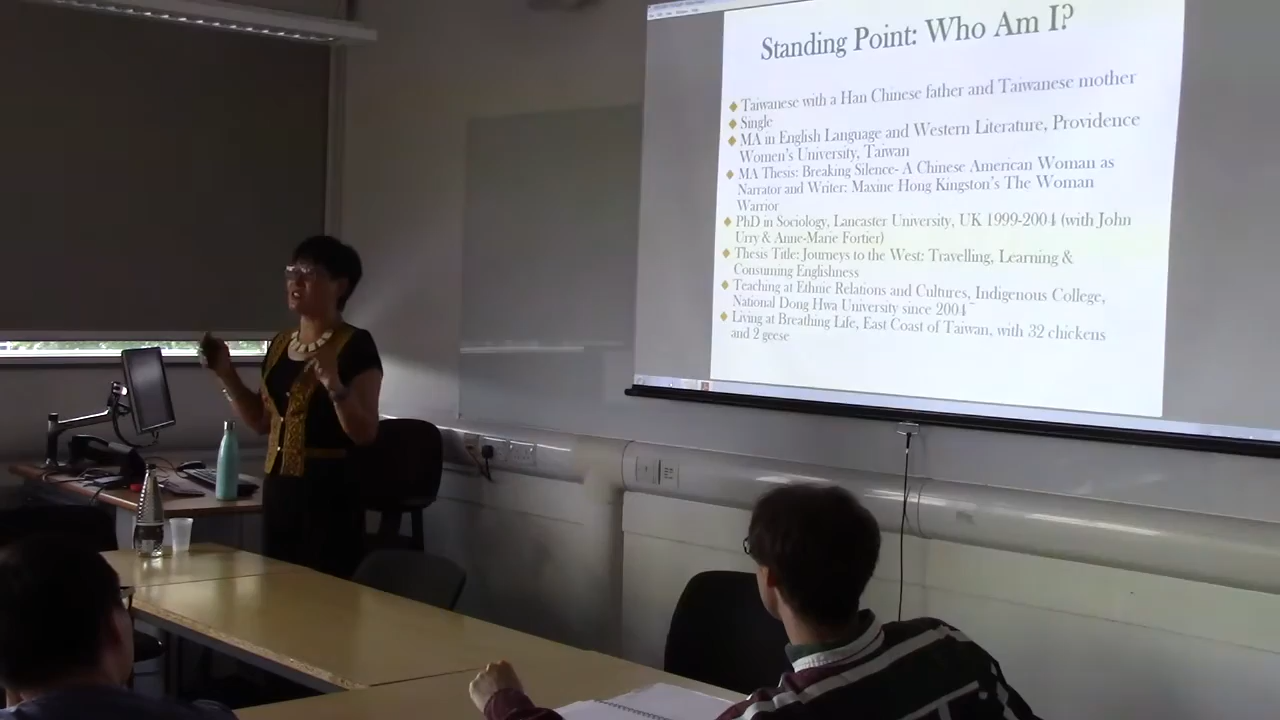 Standing Point: Who Am I?
Taiwanese with a Han Chinese father and Taiwanese mother
Single
MA in English Language and Western Literature, Providence
Women's University, Taiwan
MA Thesis: Breaking Silence- A Chinese American Woman as
Narrator and Writer: Maxine Hong Kingston's The Woman
Warrior
PhD in Sociology, Lancaster University, UK 1999-2004 (with John
Urry & Anne-Marie Fortier)
Thesis Title: Journeys to the West: Travelling, Learning &
Consuming Englishness
Teaching at Ethnic Relations and Cultures, Indigenous College,
National Dong Hwa University since 2004
Living at Breathing Life, East Coast of Taiwan, with 32 chickens
and 2 geese